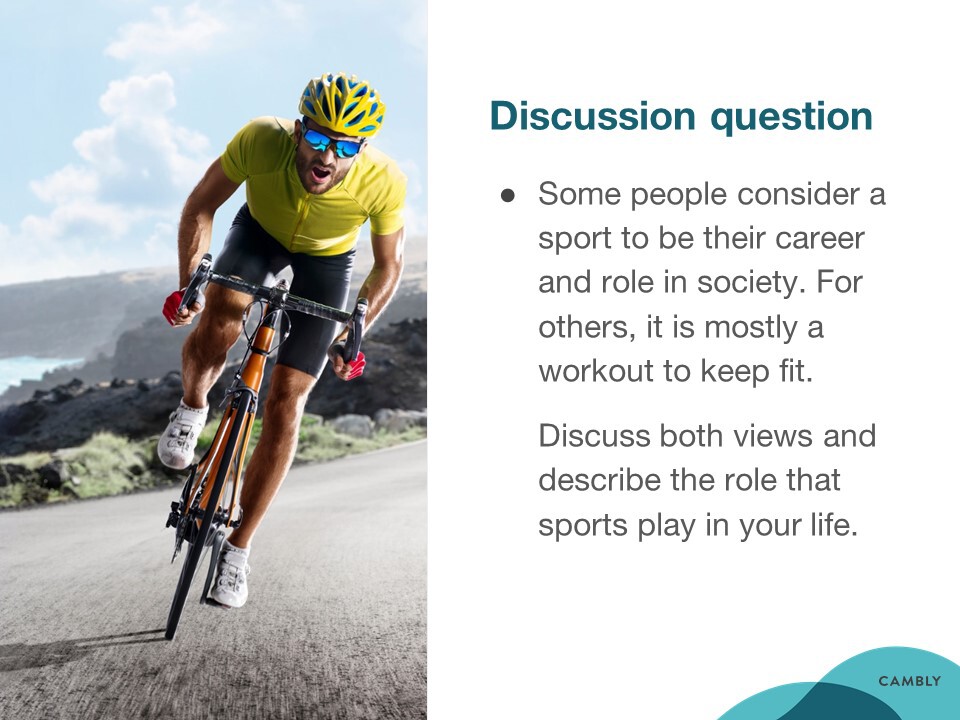 Discussion question
● Some people consider a
sport to be their career
and role in society. For
others, it is mostly a
workout to keep fit.
Discuss both views and
describe the role that
sports play in your life.
CAMBLY